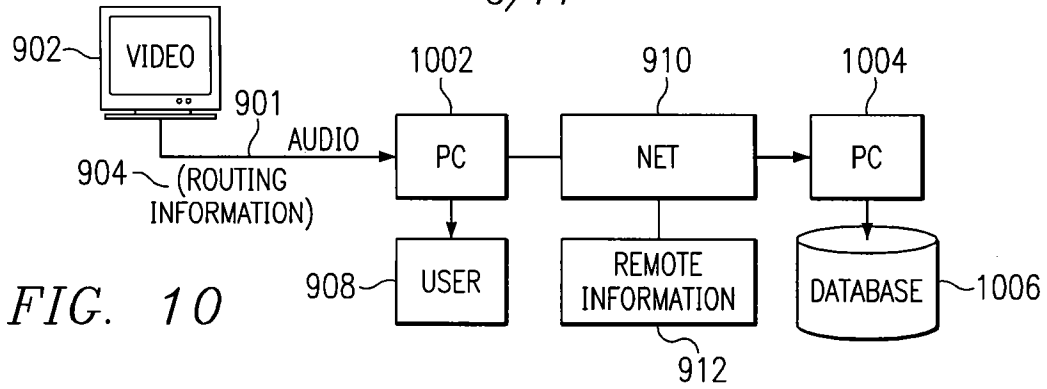 902
VIDEO
901
AUDIO
904
(ROUTING
INFORMATION)
1002
PC
910
NET
1004
PC
908
USER
REMOTE
INFORMATION
912
DATABASE
1006
FIG. 10